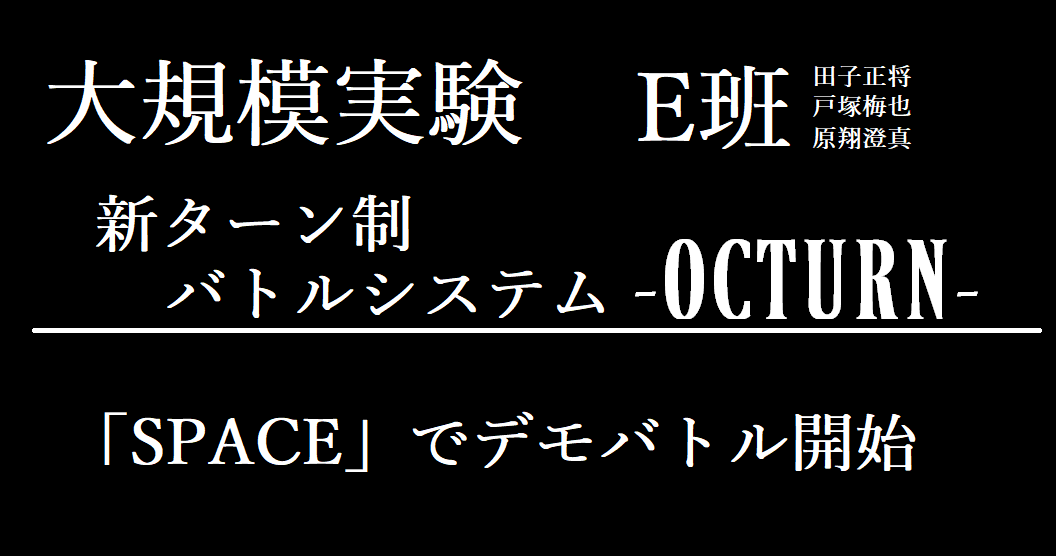 大規模実験 E班
田子正将
戸塚梅也
原翔澄真
新ターン制
バトルシステム -OCTURN-
「SPACE」でデモバトル開始